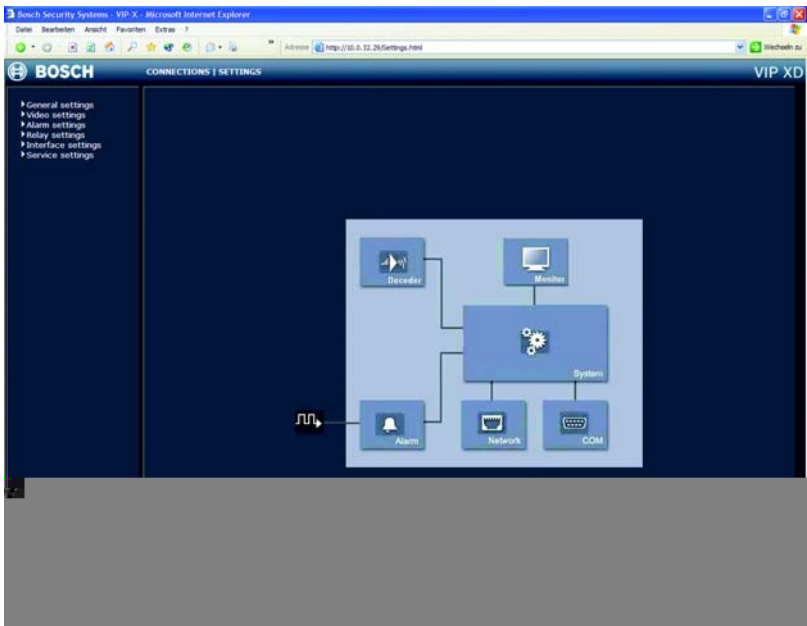 Bosch Security Systems - VIP-X - Microsoft Internet Explorer
Datei Bearbeiten Ansicht Favoriten Extras ?
Adresse http://10.0.32.29/Settings.html Wechseln zu
BOSCH CONNECTIONS | SETTINGS VIP XD
General settings
Video settings
Alarm settings
Relay settings
Interface settings
Service settings
Decoder
Monitor
System
Alarm
Network
COM